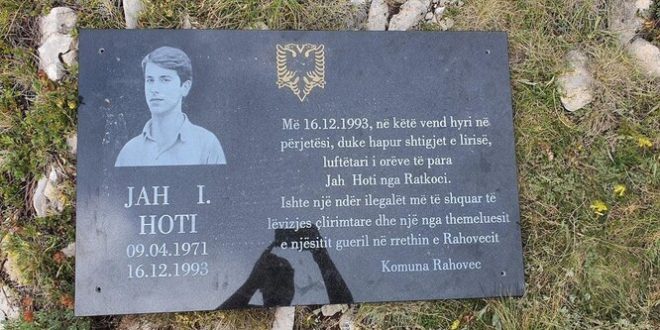 JAH I.
HOTI
09.04.1971
16.12.1993
Më 16.12.1993, në këtë vend hyri në
përjetësi, duke hapur shtigjet e lirisë,
luftëtari i orëve të para
Jah Hoti nga Ratkoci.
Ishte një ndër ilegalët më të shquar të
lëvizjes çlirimtare dhe një nga themeluesit
e njësitit gueril në rrethin e Rahovecit
Komuna Rahovec